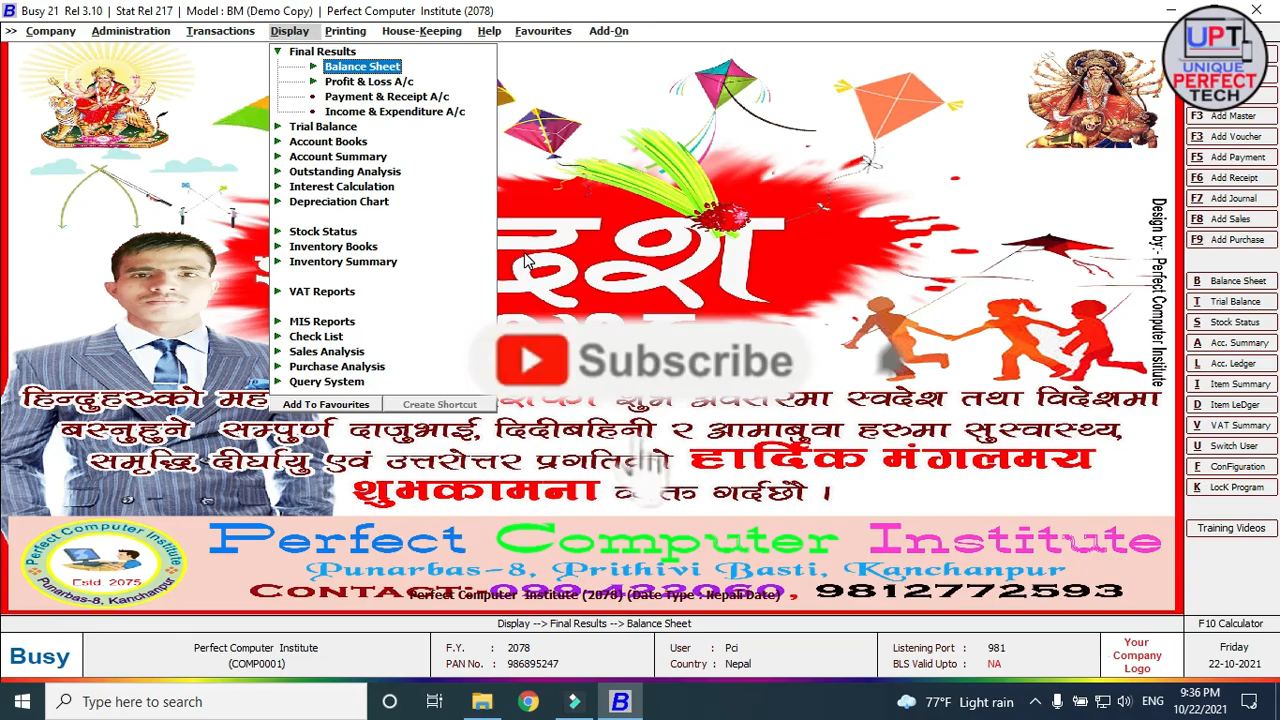 Busy 21 Rel 3.10 | Stat Rel 217 | Model : BM (Demo Copy) | Perfect Computer Institute (2078)
>> Company Administration Transactions Display Printing House-Keeping Help Favourites Add-On
UPT
UNIQUE
PERFECT
TECH
Final Results
Balance Sheet
Profit & Loss A/c
Payment & Receipt A/c
Income & Expenditure A/c
Trial Balance
Account Books
Account Summary
Outstanding Analysis
Interest Calculation
Depreciation Chart
Stock Status
Inventory Books
Inventory Summary
VAT Reports
MIS Reports
Check List
Sales Analysis
Purchase Analysis
Query System
Add To Favourites Create Shortcut
F3 Add Master
F3 Add Voucher
F5 Add Payment
F6 Add Receipt
F7 Add Journal
F8 Add Sales
F9 Add Purchase
B Balance Sheet
T Trial Balance
S Stock Status
A Acc. Summary
L Acc. Ledger
I Item Summary
D Item LeDger
V VAT Summary
U Switch User
F ConFiguration
K LocK Program
Training Videos
Design by:- Perfect Computer Institute
Subscribe
हिन्दुहरुको शुभ अवसरमा स्वदेश तथा विदेशमा
बस्नुहुने सम्पुर्ण दाजुभाई, दिदीबहिनी र आमाबुवा हरुमा सुस्वास्थ्य,
समृद्धि, दीर्घायु एवं उत्तरोत्तर हार्दिक मंगलमय
शुभकामना व्यक्त गर्दछौ ।
Perfect Computer Institute
Estd 2075
Punarbas-8, Kanchanpur
Perfect Computer Institute
Punarbas-8, Prithivi Basti, Kanchanpur
Contact: 9812772593
Perfect Computer Institute (2078) (Date Type : Nepali Date)
Display --> Final Results --> Balance Sheet
F10 Calculator
Busy
Perfect Computer Institute
(COMP0001)
F.Y. : 2078
PAN No. : 986895247
User : Pci
Country : Nepal
Listening Port : 981
BLS Valid Upto : NA
Your
Company
Logo
Friday
22-10-2021
Type here to search
77°F Light rain
ENG
9:36 PM
10/22/2021